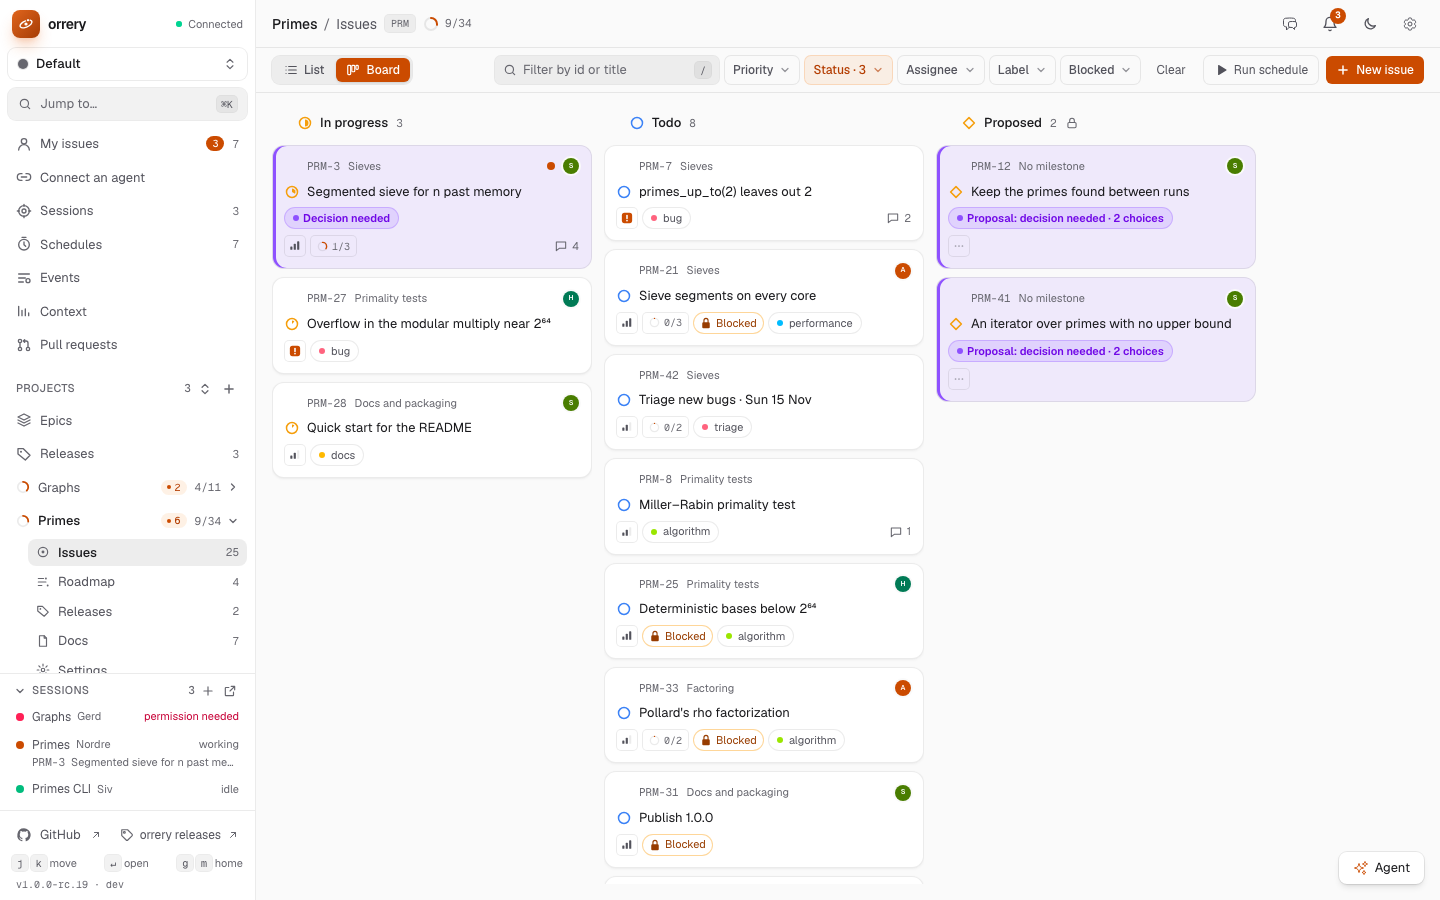 orrery
Connected
Default
Jump to…
⌘K
My issues 3 7
Connect an agent
Sessions 3
Schedules 7
Events
Context
Pull requests
PROJECTS 3
Epics
Releases 3
Graphs 2 4/11
Primes 6 9/34
Issues 25
Roadmap 4
Releases 2
Docs 7
Settings
SESSIONS 3
Graphs Gerd permission needed
Primes Nordre working
PRM-3 Segmented sieve for n past me…
Primes CLI Siv idle
GitHub orrery releases
j k move ↵ open g m home
v1.0.0-rc.19 · dev
Primes / Issues PRM 9/34
3
List Board
Filter by id or title /
Priority
Status · 3
Assignee
Label
Blocked
Clear
Run schedule
New issue
In progress 3
PRM-3 Sieves S
Segmented sieve for n past memory
Decision needed
1/3 4
PRM-27 Primality tests H
Overflow in the modular multiply near 2⁶⁴
bug
PRM-28 Docs and packaging S
Quick start for the README
docs
Todo 8
PRM-7 Sieves
primes_up_to(2) leaves out 2
bug 2
PRM-21 Sieves A
Sieve segments on every core
0/3 Blocked performance
PRM-42 Sieves
Triage new bugs · Sun 15 Nov
0/2 triage
PRM-8 Primality tests
Miller–Rabin primality test
algorithm 1
PRM-25 Primality tests H
Deterministic bases below 2⁶⁴
Blocked algorithm
PRM-33 Factoring A
Pollard's rho factorization
0/2 Blocked algorithm
PRM-31 Docs and packaging S
Publish 1.0.0
Blocked
Proposed 2
PRM-12 No milestone S
Keep the primes found between runs
Proposal: decision needed · 2 choices
PRM-41 No milestone S
An iterator over primes with no upper bound
Proposal: decision needed · 2 choices
Agent